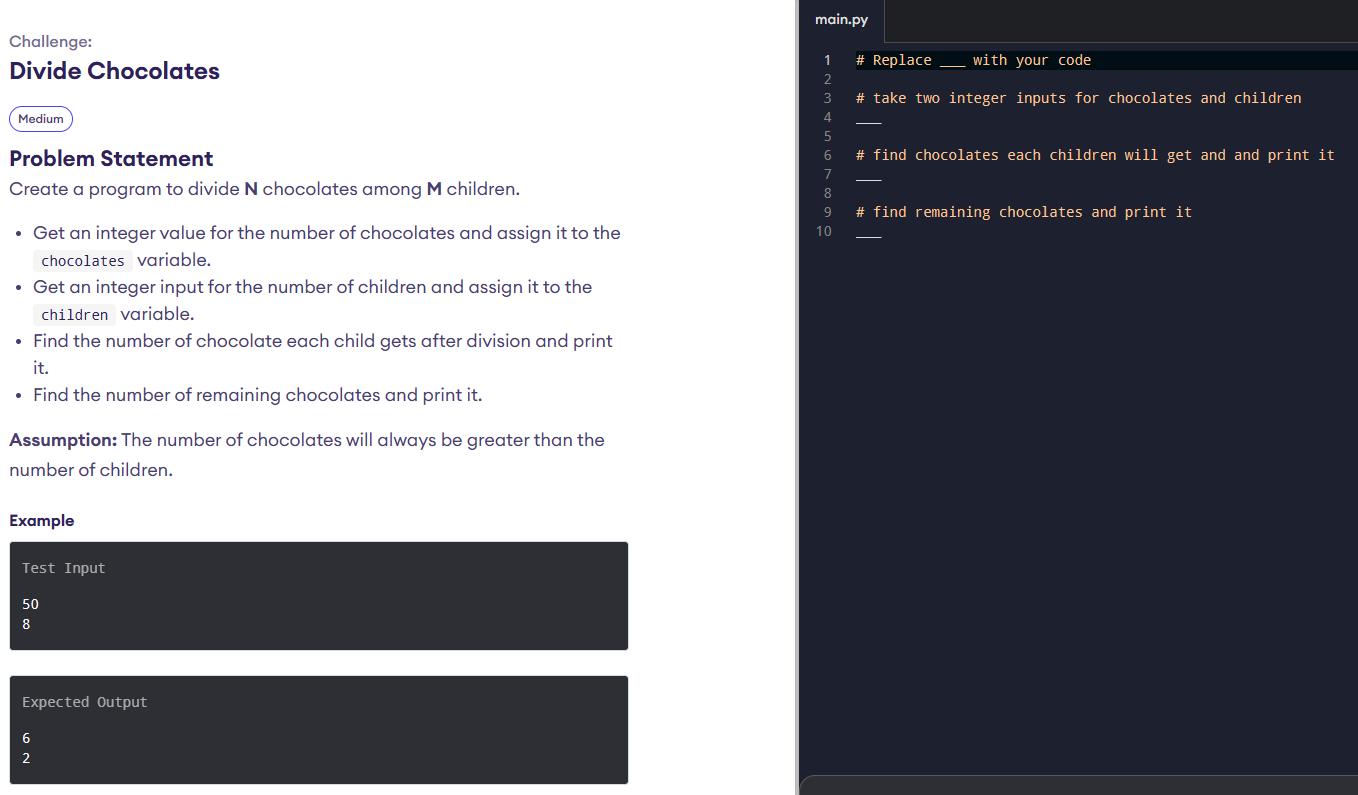 Challenge:
Divide Chocolates
Medium
Problem Statement
Create a program to divide N chocolates among M children.
• Get an integer value for the number of chocolates and assign it to the
chocolates variable.
• Get an integer input for the number of children and assign it to the
children variable.
• Find the number of chocolate each child gets after division and print
it.
• Find the number of remaining chocolates and print it.
Assumption: The number of chocolates will always be greater than the
number of children.
Example
Test Input
50
8
Expected Output
6
2
main.py
1 # Replace ___ with your code
2
3 # take two integer inputs for chocolates and children
4 ___
5
6 # find chocolates each children will get and and print it
7 ___
8
9 # find remaining chocolates and print it
10 ___